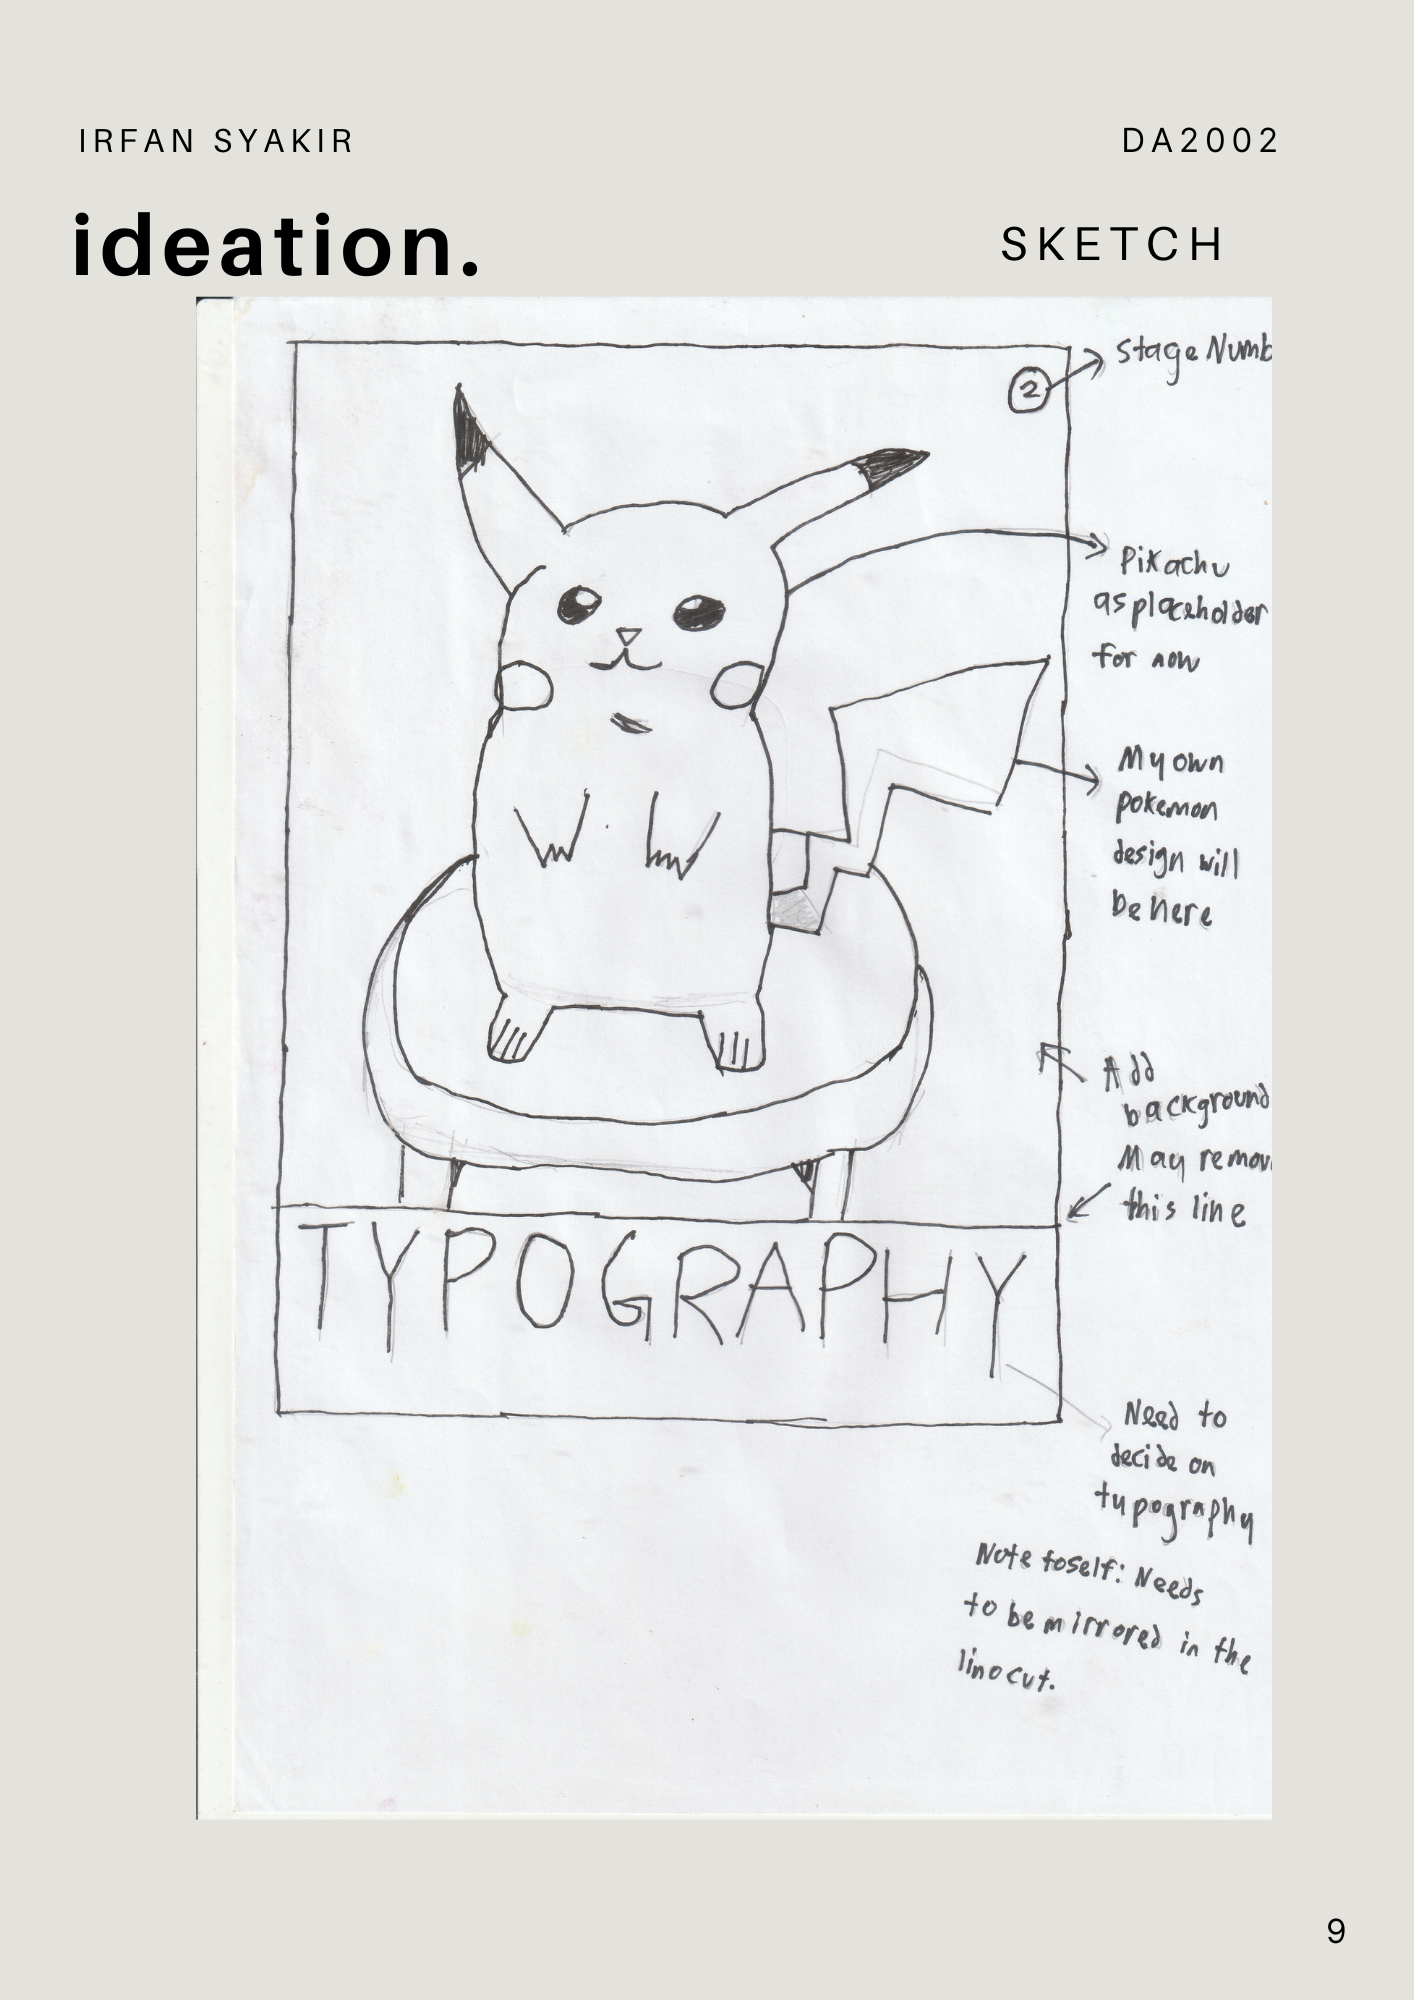 IRFAN SYAKIR
DA2002
ideation.
SKETCH
Stage Numb
2
Pikachu
as placeholder
for now
My own
pokemon
design will
be here
Add
background
May remov
this line
TYPOGRAPHY
Need to
decide on
typography
Note to self: Needs
to be mirrored in the
linocut.
9